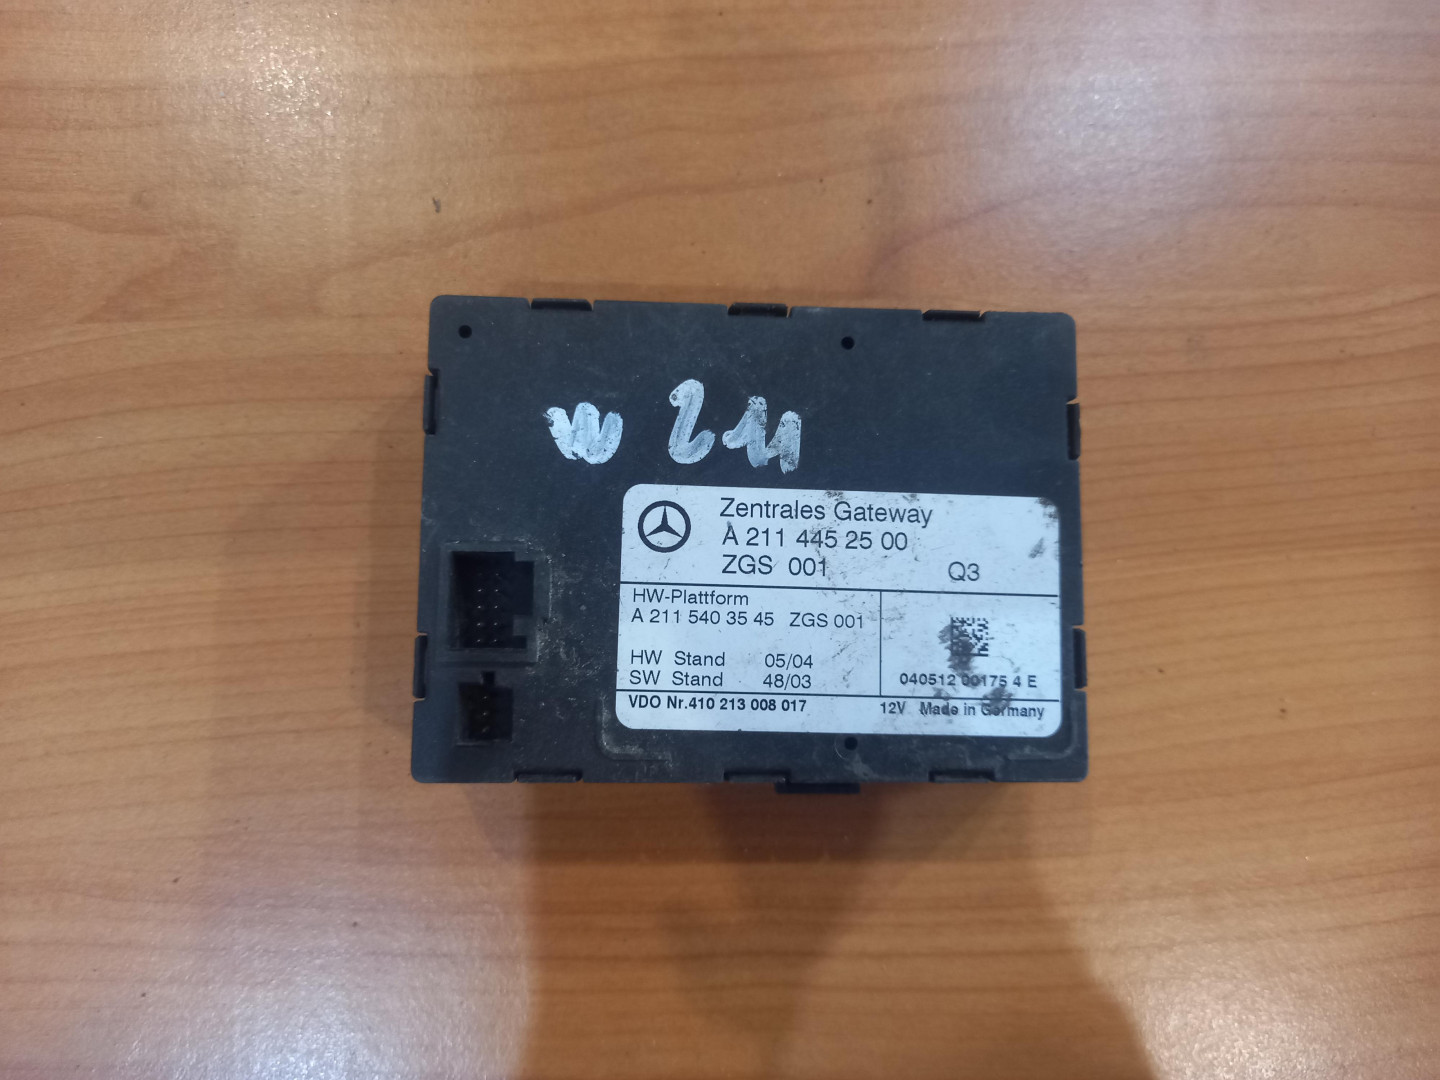 W 211
Zentrales Gateway
A 211 445 25 00
ZGS 001 Q3
HW-Plattform
A 211 540 35 45 ZGS 001
HW Stand 05/04
SW Stand 48/03
040512 00175 4 E
VDO Nr.410 213 008 017 12V Made in Germany